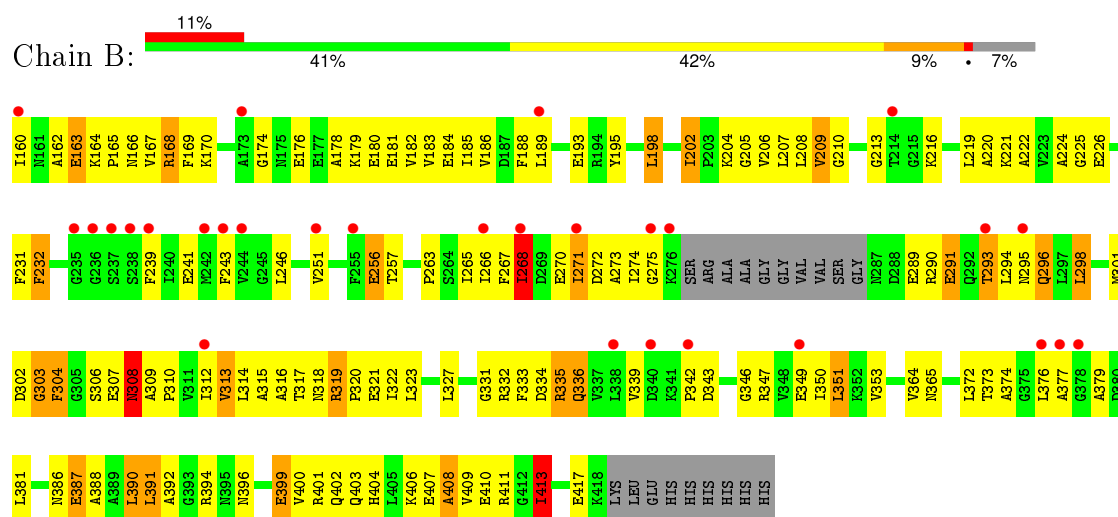 11%
Chain B:
41% 42% 9% • 7%
I160 N161 A162 E163 K164 P165 N166 V167 R168 F169 K170 A173 G174 N175 E176 E177 A178 K179 E180 E181 V182 V183 E184 I185 V186 D187 F188 L189 E193 R194 Y195 L198 I202 P203 K204 G205 V206 L207 L208 V209 G210 G213 T214 G215 K216 L219 A220 K221 A222 V223 A224 G225 E226
F231 F232 G235 G236 S237 S238 F239 I240 E241 M242 F243 V244 G245 L246 V251 F255 E256 T257 P263 S264 I265 I266 F267 I268 D269 E270 I271 D272 A273 I274 G275 K276 SER ARG ALA ALA GLY GLY VAL VAL SER GLY N287 D288 E289 R290 E291 Q292 T293 L294 N295 Q296 L297 L298 M301
D302 G303 F304 G305 S306 E307 N308 A309 P310 V311 I312 V313 L314 A315 A316 T317 N318 R319 P320 E321 I322 L323 L327 G331 R332 F333 D334 R335 Q336 V337 L338 V339 D340 K341 P342 D343 G346 R347 V348 E349 I350 L351 K352 V353 V364 N365 L372 T373 A374 G375 L376 A377 G378 A379 D380
L381 N386 E387 A388 A389 L390 L391 A392 G393 R394 N395 N396 E399 V400 R401 Q402 Q403 H404 L405 K406 E407 A408 V409 E410 R411 G412 I413 E417 K418 LYS LEU GLU HIS HIS HIS HIS HIS HIS